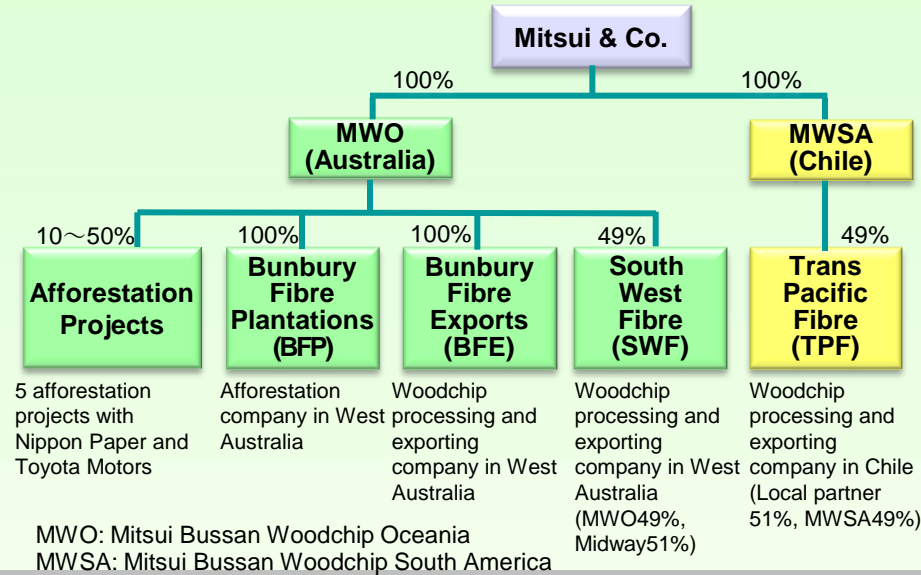 Mitsui & Co.
100%
100%
MWO
(Australia)
MWSA
(Chile)
10～50%
Afforestation
Projects
5 afforestation
projects with
Nippon Paper and
Toyota Motors
100%
Bunbury
Fibre
Plantations
(BFP)
Afforestation
company in West
Australia
100%
Bunbury
Fibre
Exports
(BFE)
Woodchip
processing and
exporting
company in West
Australia
49%
South
West
Fibre
(SWF)
Woodchip
processing and
exporting
company in West
Australia
(MWO49%,
Midway51%)
49%
Trans
Pacific
Fibre
(TPF)
Woodchip
processing and
exporting
company in Chile
(Local partner
51%, MWSA49%)
MWO: Mitsui Bussan Woodchip Oceania
MWSA: Mitsui Bussan Woodchip South America